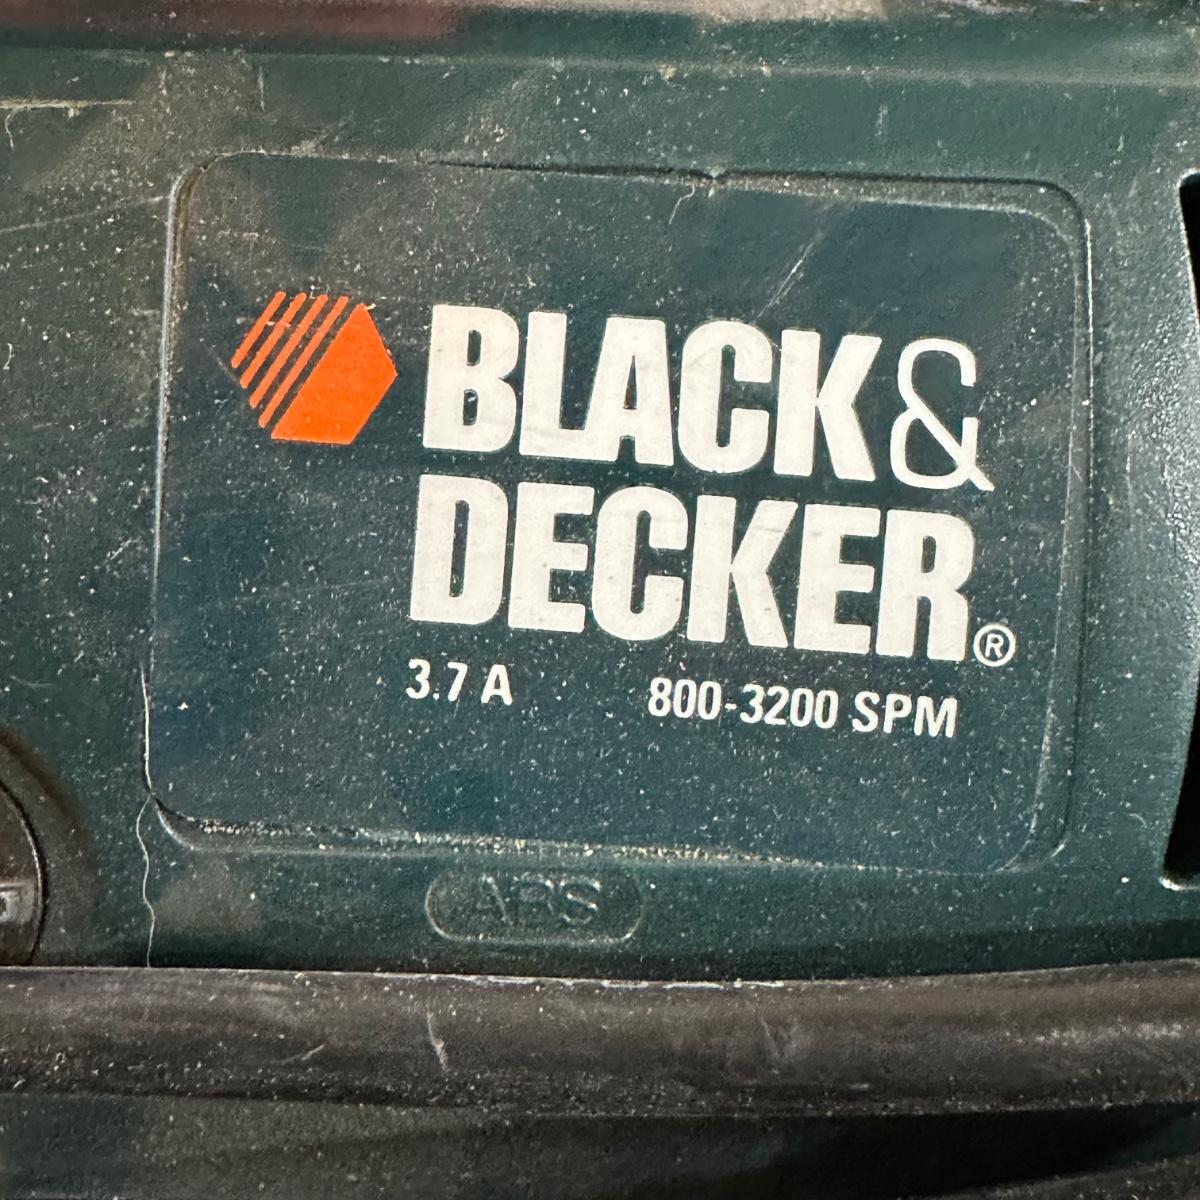 BLACK&
DECKER®
3.7 A 800-3200 SPM
ABS